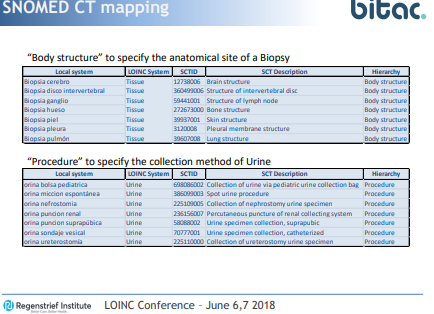 SNOMED CT mapping
bitac.
“Body structure” to specify the anatomical site of a Biopsy
Local system LOINC System SCTID SCT Description Hierarchy
Biopsia cerebro Tissue 12738006 Brain structure Body structure
Biopsia disco intervertebral Tissue 360499006 Structure of intervertebral disc Body structure
Biopsia ganglio Tissue 59441001 Structure of lymph node Body structure
Biopsia hueso Tissue 272673000 Bone structure Body structure
Biopsia piel Tissue 39937001 Skin structure Body structure
Biopsia pleura Tissue 3120008 Pleural membrane structure Body structure
Biopsia pulmón Tissue 39607008 Lung structure Body structure
“Procedure” to specify the collection method of Urine
Local system LOINC System SCTID SCT Description Hierarchy
orina bolsa pediatrica Urine 698086002 Collection of urine via pediatric urine collection bag Procedure
orina miccion espontánea Urine 386099003 Spot urine procedure Procedure
orina nefrostomia Urine 225109005 Collection of nephrostomy urine specimen Procedure
orina puncion renal Urine 236156007 Percutaneous puncture of renal collecting system Procedure
orina puncion suprapúbica Urine 58088002 Urine specimen collection, suprapubic Procedure
orina sondaje vesical Urine 70777001 Urine specimen collection, catheterized Procedure
orina ureterostomia Urine 225110000 Collection of ureterostomy urine specimen Procedure
Regenstrief Institute LOINC Conference – June 6,7 2018